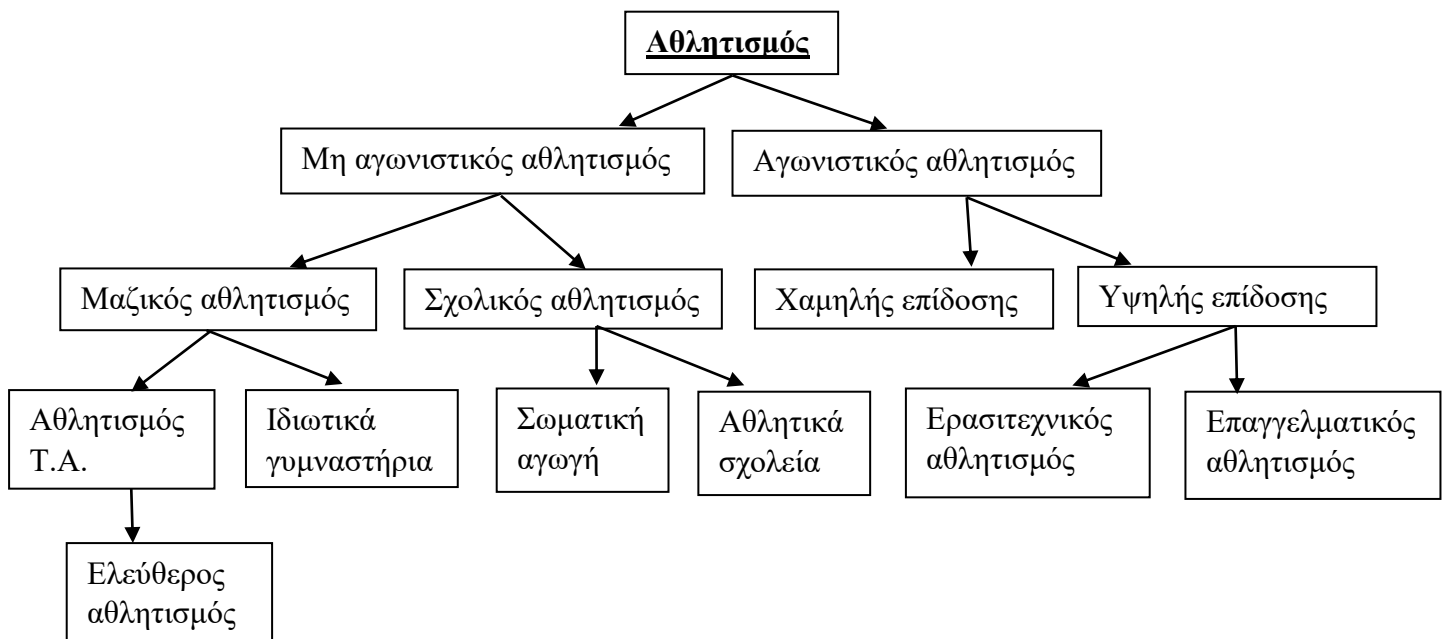 Αθλητισμός
Μη αγωνιστικός αθλητισμός
Αγωνιστικός αθλητισμός
Μαζικός αθλητισμός
Σχολικός αθλητισμός
Χαμηλής επίδοσης
Υψηλής επίδοσης
Αθλητισμός
Τ.Α.
Ιδιωτικά
γυμναστήρια
Σωματική
αγωγή
Αθλητικά
σχολεία
Ερασιτεχνικός
αθλητισμός
Επαγγελματικός
αθλητισμός
Ελεύθερος
αθλητισμός